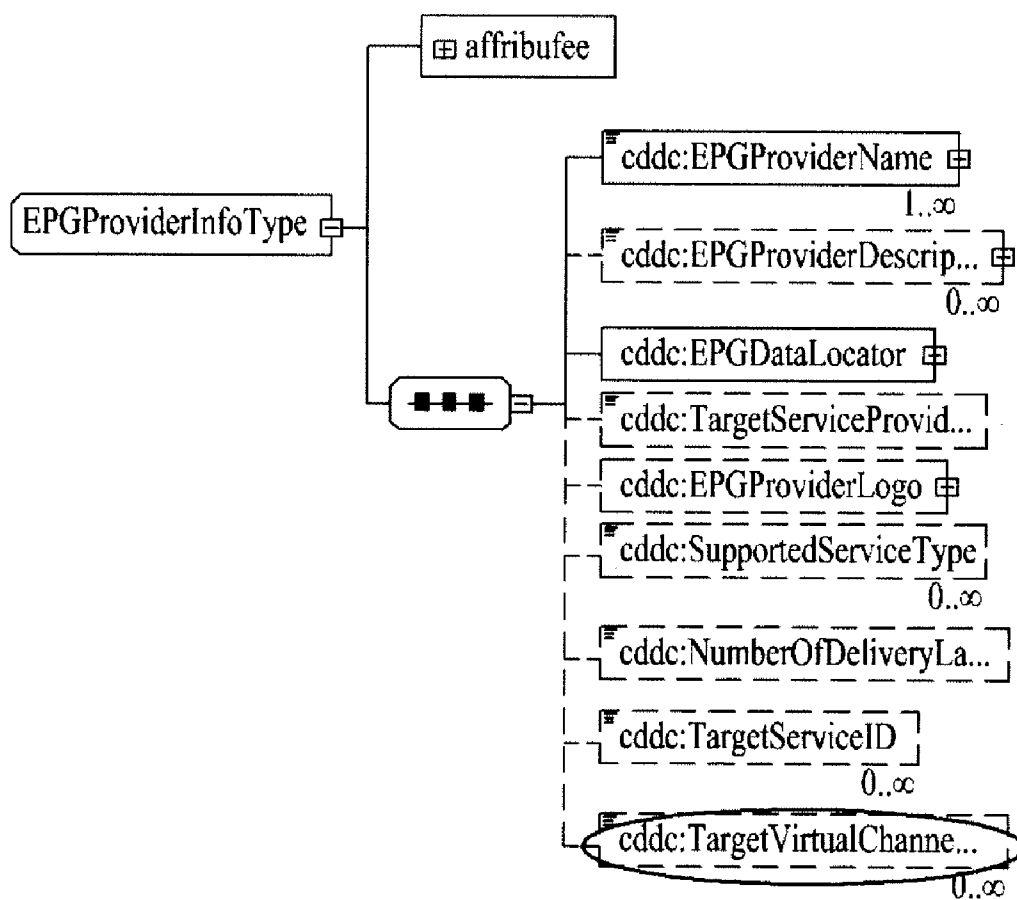 affribufee
EPGProviderInfoType
cddc:EPGProviderName
1..∞
cddc:EPGProviderDescrip...
0..∞
cddc:EPGDataLocator
cddc:TargetServiceProvid...
cddc:EPGProviderLogo
cddc:SupportedServiceType
0..∞
cddc:NumberOfDeliveryLa...
cddc:TargetServiceID
0..∞
cddc:TargetVirtualChanne...
0..∞